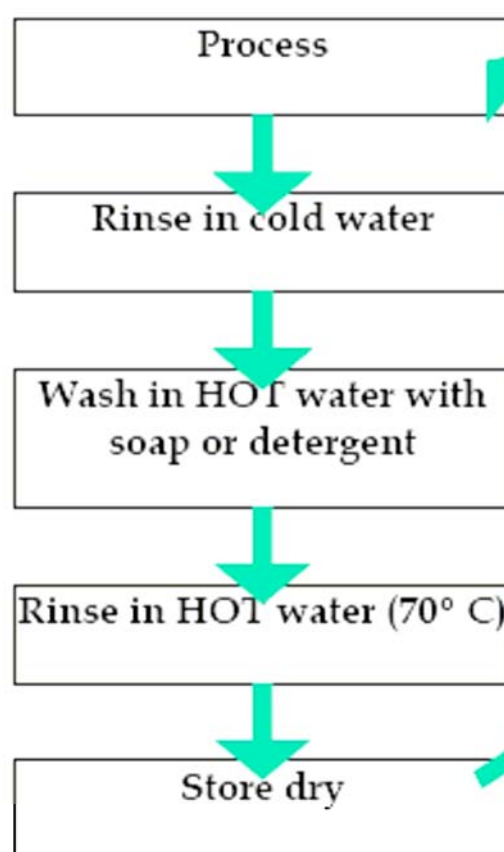 Process
Rinse in cold water
Wash in HOT water with
soap or detergent
Rinse in HOT water (70° C)
Store dry